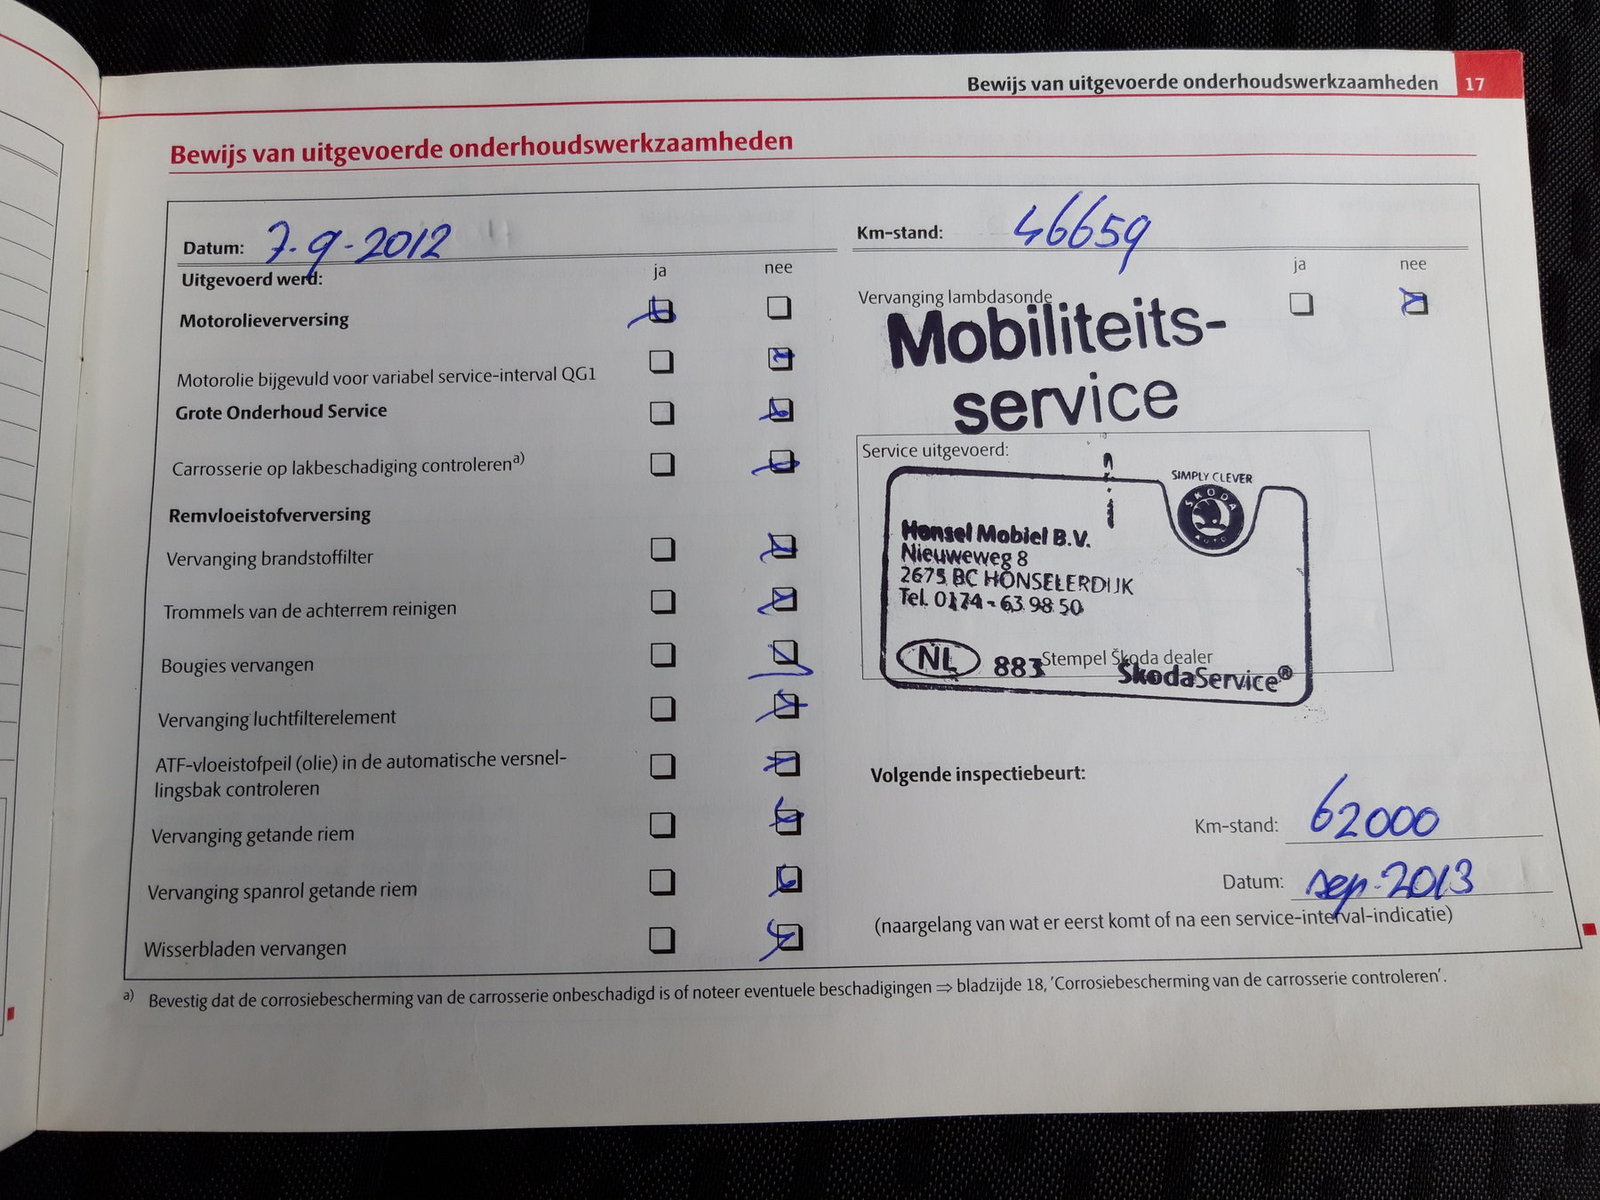 Bewijs van uitgevoerde onderhoudswerkzaamheden 17
Bewijs van uitgevoerde onderhoudswerkzaamheden
Datum: 7-9-2012
Uitgevoerd werd:
ja nee
Motorolieverversing
Motorolie bijgevuld voor variabel service-interval QG1
Grote Onderhoud Service
Carrosserie op lakbeschadiging controleren a)
Remvloeistofverversing
Vervanging brandstoffilter
Trommels van de achterrem reinigen
Bougies vervangen
Vervanging luchtfilterelement
ATF-vloeistofpeil (olie) in de automatische versnel-
lingsbak controleren
Vervanging getande riem
Vervanging spanrol getande riem
Wisserbladen vervangen
Km-stand: 46659
ja nee
Vervanging lambdasonde
Mobiliteits-
service
Service uitgevoerd:
SIMPLY CLEVER
SKODA
AUTO
Honsel Mobiel B.V.
Nieuweweg 8
2675 BC HONSELERDIJK
Tel. 0174-63 98 50
NL 883
Stempel Škoda dealer
ŠkodaService®
Volgende inspectiebeurt:
Km-stand: 62000
Datum: sep-2013
(naargelang van wat er eerst komt of na een service-interval-indicatie)
a) Bevestig dat de corrosiebescherming van de carrosserie onbeschadigd is of noteer eventuele beschadigingen ⇒ bladzijde 18, 'Corrosiebescherming van de carrosserie controleren'.